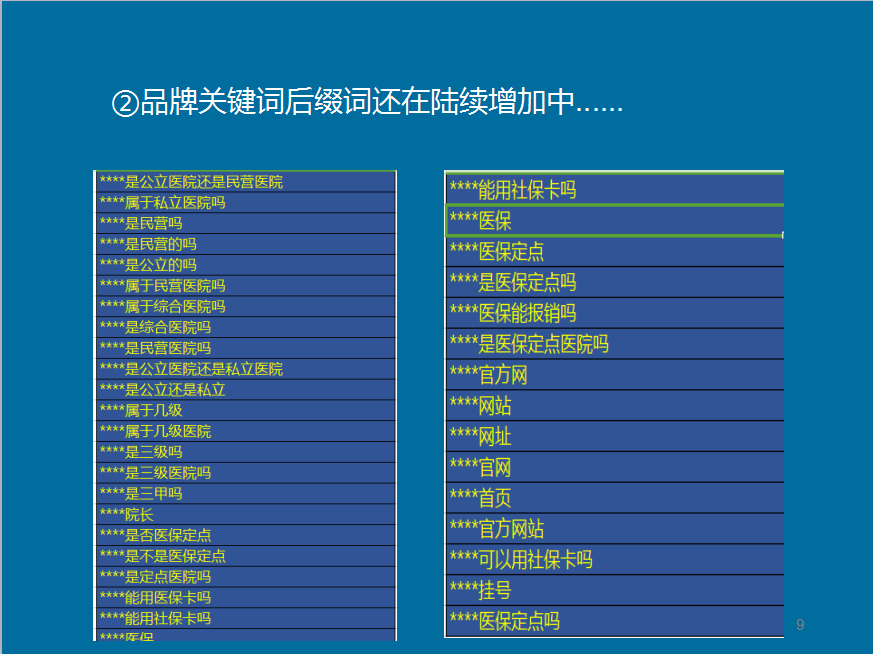 ②品牌关键词后缀词还在陆续增加中……
****是公立医院还是民营医院
****属于私立医院吗
****是民营吗
****是民营的吗
****是公立的吗
****属于民营医院吗
****属于综合医院吗
****是综合医院吗
****是民营医院吗
****是公立医院还是私立医院
****是公立还是私立
****属于几级
****属于几级医院
****是三级吗
****是三级医院吗
****是三甲吗
****院长
****是否医保定点
****是不是医保定点
****是定点医院吗
****能用医保卡吗
****能用社保卡吗
****医保
****能用社保卡吗
****医保
****医保定点
****是医保定点吗
****医保能报销吗
****是医保定点医院吗
****官方网
****网站
****网址
****官网
****首页
****官方网站
****可以用社保卡吗
****挂号
****医保定点吗
9